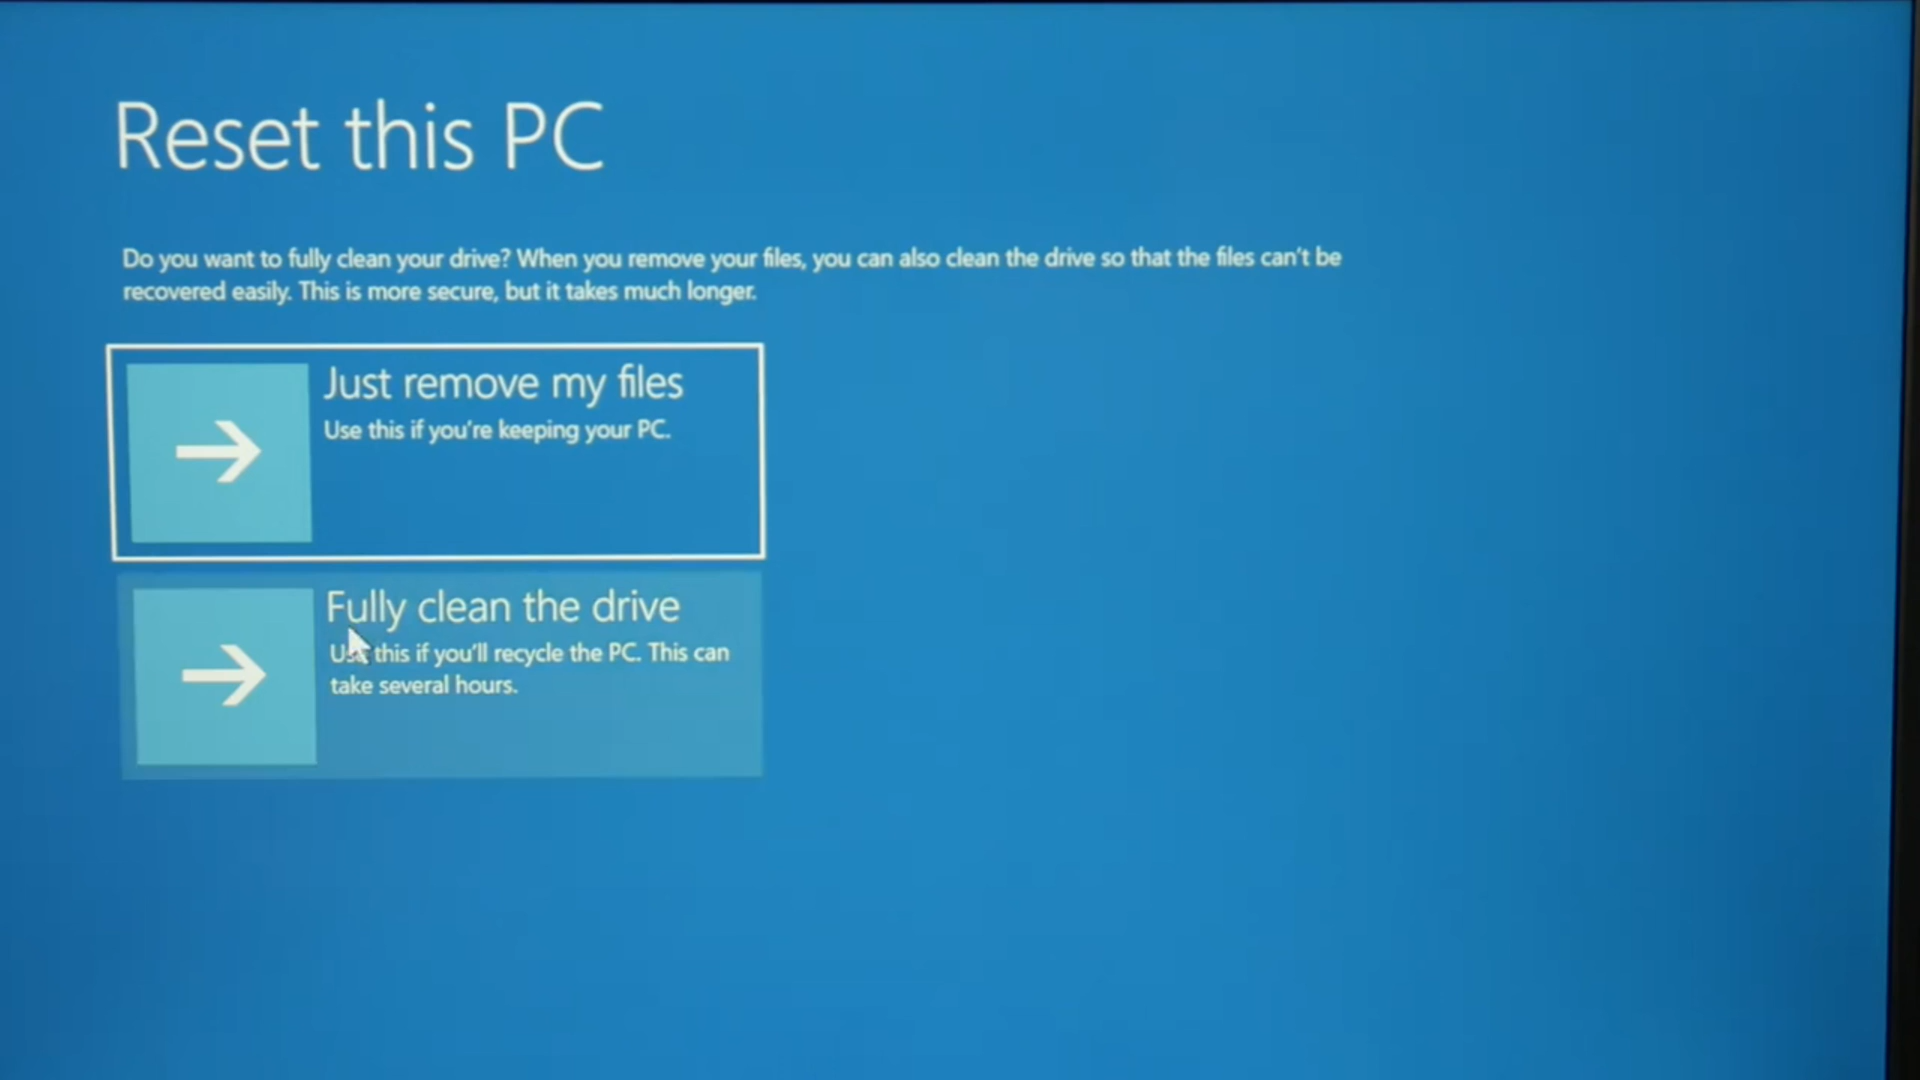 Reset this PC
Do you want to fully clean your drive? When you remove your files, you can also clean the drive so that the files can't be
recovered easily. This is more secure, but it takes much longer.
Just remove my files
Use this if you're keeping your PC.
Fully clean the drive
Use this if you'll recycle the PC. This can
take several hours.